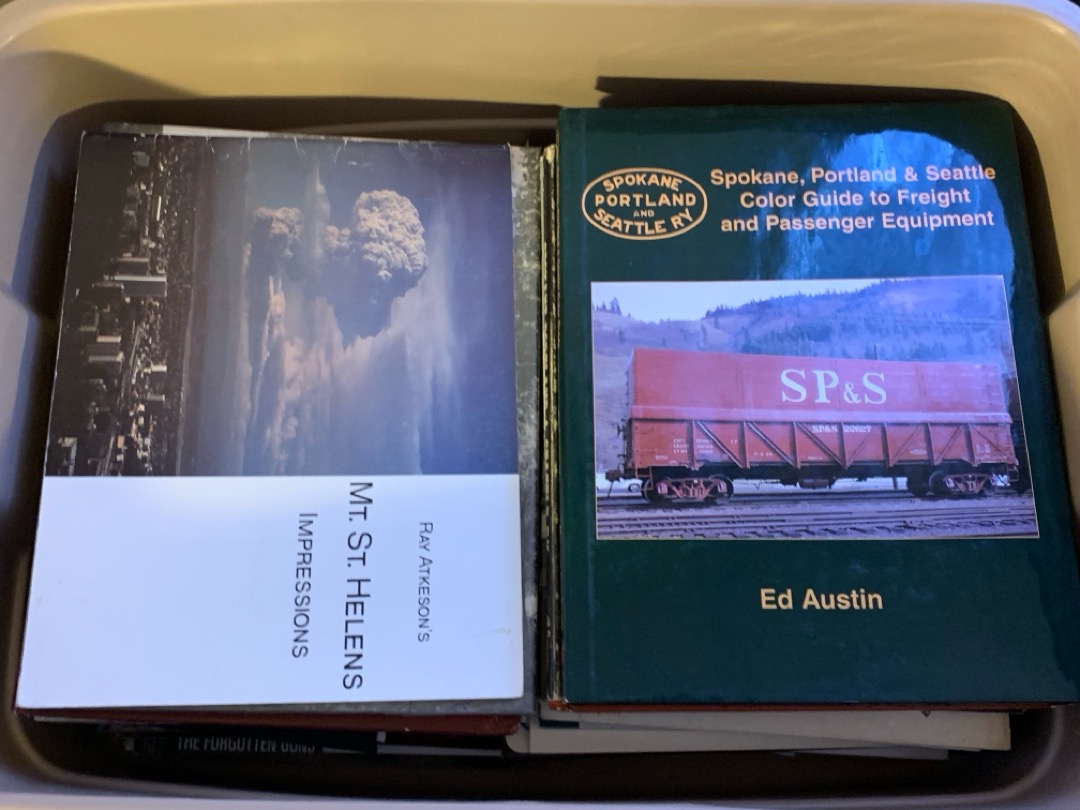 RAY ATKESON'S
MT. ST. HELENS
IMPRESSIONS
SPOKANE
PORTLAND
AND
SEATTLE RY
Spokane, Portland & Seattle
Color Guide to Freight
and Passenger Equipment
SP&S
SP&S
Ed Austin
THE FORGOTTEN GUNS